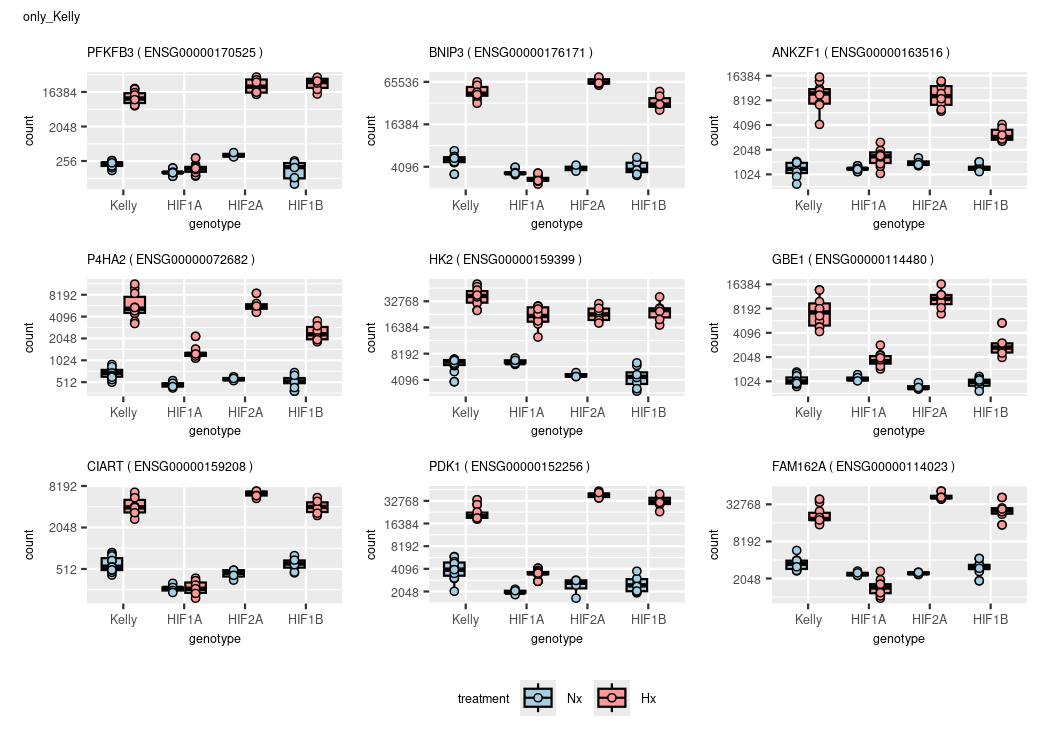 only_Kelly
PFKFB3 ( ENSG00000170525 )
BNIP3 ( ENSG00000176171 )
ANKZF1 ( ENSG00000163516 )
count
16384
2048
256
Kelly HIF1A HIF2A HIF1B
genotype
count
65536
16384
4096
Kelly HIF1A HIF2A HIF1B
genotype
count
16384
8192
4096
2048
1024
Kelly HIF1A HIF2A HIF1B
genotype
P4HA2 ( ENSG00000072682 )
HK2 ( ENSG00000159399 )
GBE1 ( ENSG00000114480 )
count
8192
4096
2048
1024
512
Kelly HIF1A HIF2A HIF1B
genotype
count
32768
16384
8192
4096
Kelly HIF1A HIF2A HIF1B
genotype
count
16384
8192
4096
2048
1024
Kelly HIF1A HIF2A HIF1B
genotype
CIART ( ENSG00000159208 )
PDK1 ( ENSG00000152256 )
FAM162A ( ENSG00000114023 )
count
8192
2048
512
Kelly HIF1A HIF2A HIF1B
genotype
count
32768
16384
8192
4096
2048
Kelly HIF1A HIF2A HIF1B
genotype
count
32768
8192
2048
Kelly HIF1A HIF2A HIF1B
genotype
treatment Nx Hx